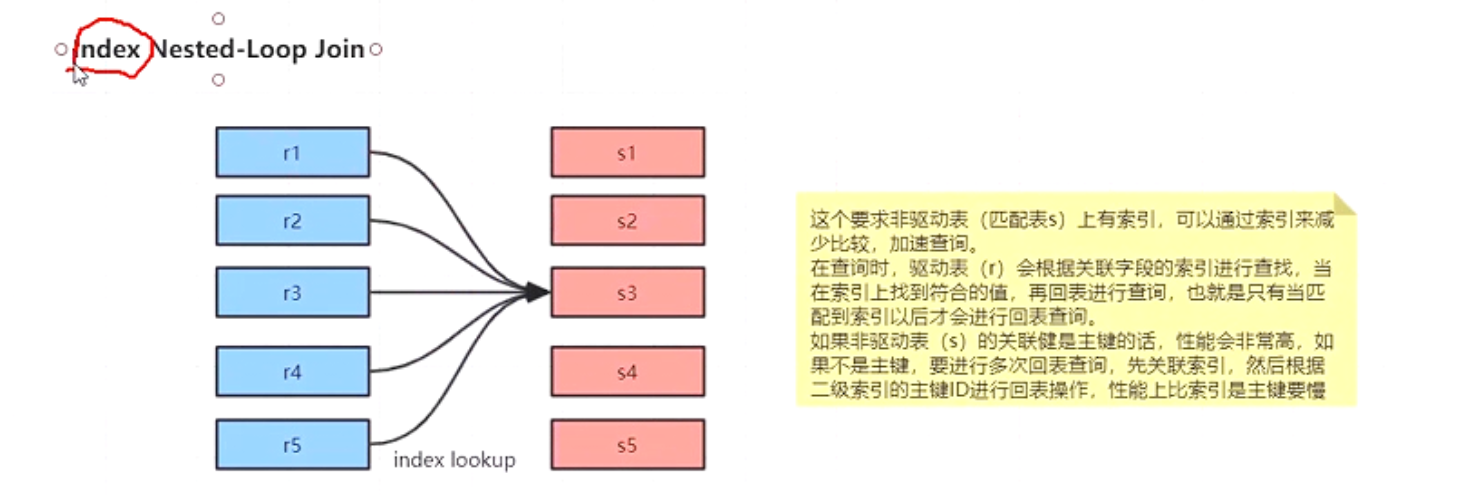 Index Nested-Loop Join
r1
s1
r2
s2
r3
s3
r4
s4
r5
s5
index lookup
这个要求非驱动表（匹配表s）上有索引，可以通过索引来减
少比较，加速查询。
在查询时，驱动表（r）会根据关联字段的索引进行查找，当
在索引上找到符合的值，再回表进行查询，也就是只有当匹
配到索引以后才会进行回表查询。
如果非驱动表（s）的关联健是主键的话，性能会非常高，如
果不是主键，要进行多次回表查询，先关联索引，然后根据
二级索引的主键ID进行回表操作，性能上比索引是主键要慢